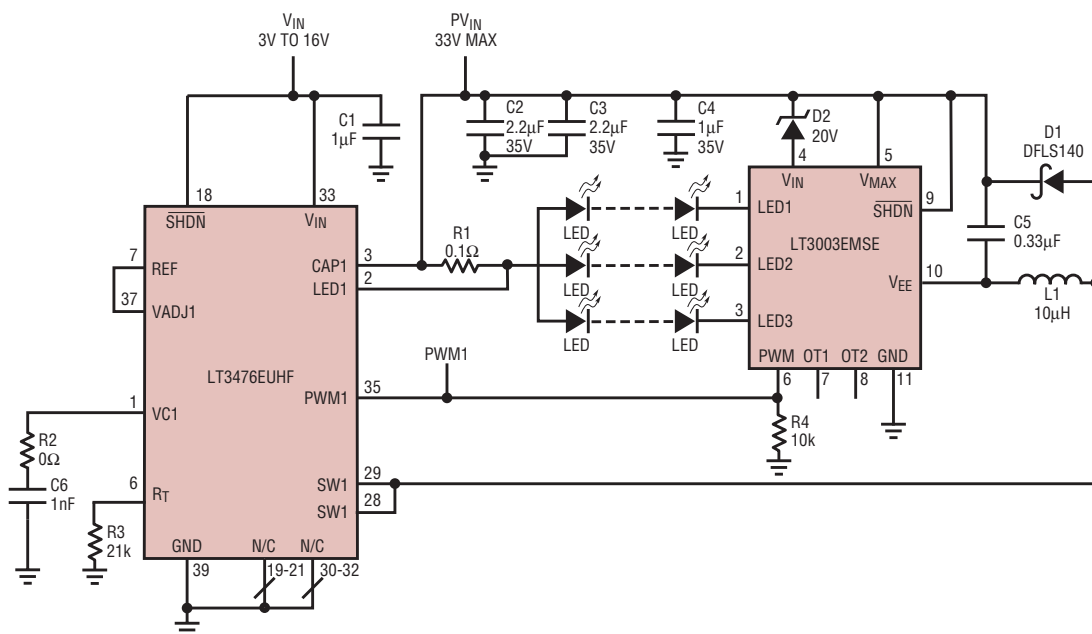 VIN
3V TO 16V
PVIN
33V MAX
C1
1µF
C2
2.2µF
35V
C3
2.2µF
35V
C4
1µF
35V
D2
20V
D1
DFLS140
18
33
4
5
SHDN
VIN
VIN
VMAX
7
REF
37
VADJ1
3
CAP1
2
LED1
R1
0.1Ω
LED
LED
LED
LED
LED
LED
1
LED1
2
LED2
3
LED3
LT3003EMSE
9
SHDN
10
VEE
C5
0.33µF
L1
10µH
LT3476EUHF
PWM1
35
PWM1
PWM
OT1
OT2
GND
6
7
8
11
R4
10k
1
VC1
R2
0Ω
C6
1nF
6
RT
R3
21k
29
SW1
28
SW1
GND
N/C
N/C
39
19-21
30-32